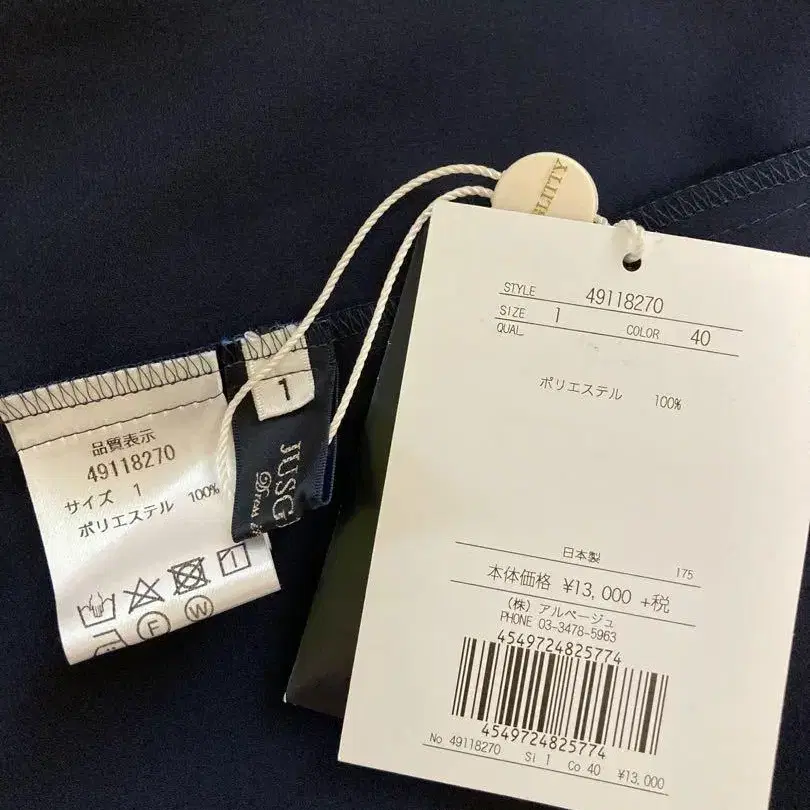 GLITTY
STYLE 49118270
SIZE 1 COLOR 40
QUAL
ポリエステル 100%
日本製 175
本体価格 ¥13,000 +税
(株) アルページュ
PHONE 03-3478-5963
4549724825774
4549724825774
No 49118270 Si 1 Co 40 ¥13,000
1
JUSG
Dress
品質表示
49118270
サイズ 1
ポリエステル 100%
F W